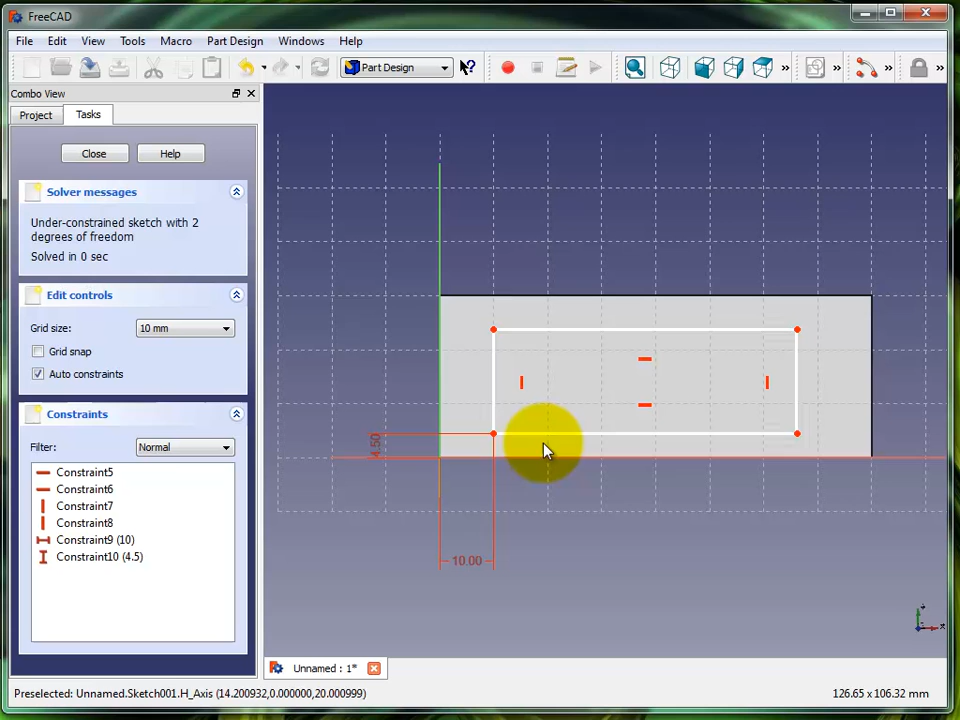 FreeCAD
File Edit View Tools Macro Part Design Windows Help
Part Design
Combo View
Project Tasks
Close Help
Solver messages
Under-constrained sketch with 2
degrees of freedom
Solved in 0 sec
Edit controls
Grid size: 10 mm
Grid snap
Auto constraints
Constraints
Filter: Normal
Constraint5
Constraint6
Constraint7
Constraint8
Constraint9 (10)
Constraint10 (4.5)
4.50
10.00
Unnamed : 1*
Preselected: Unnamed.Sketch001.H_Axis (14.200932,0.000000,20.000999) 126.65 x 106.32 mm